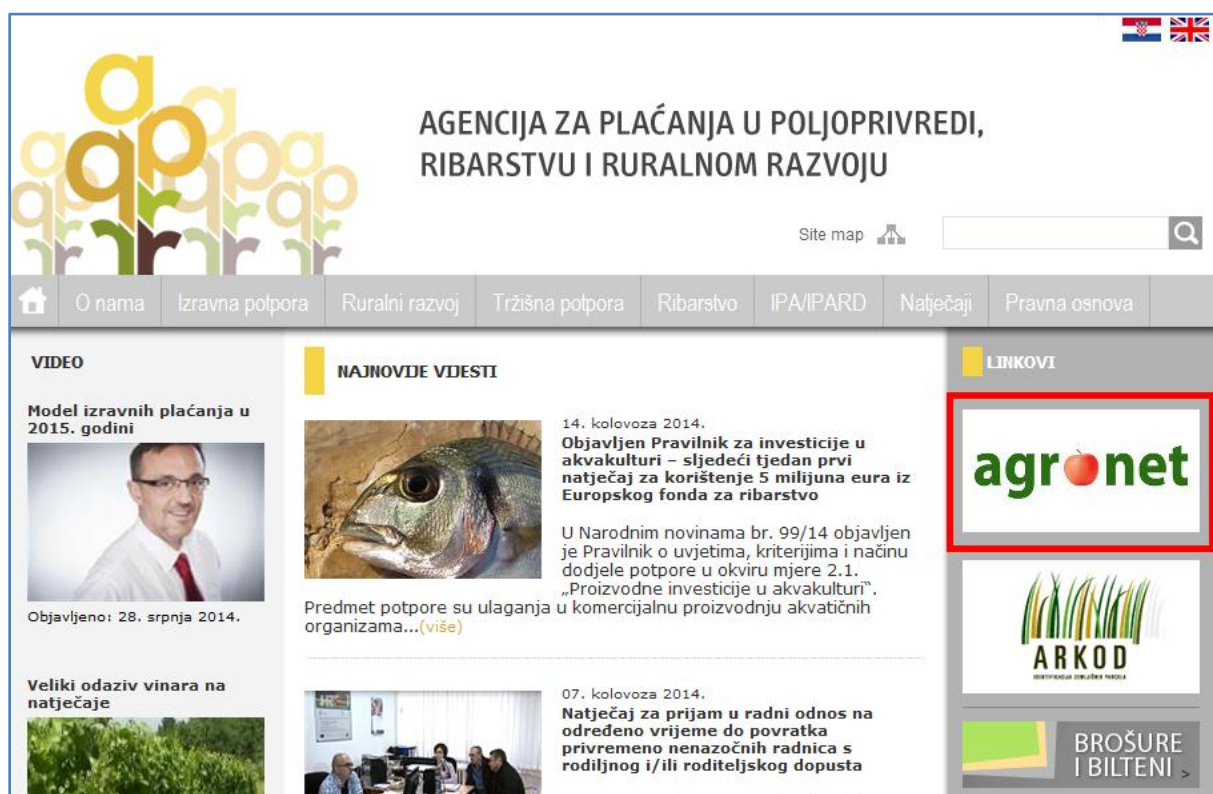 AGENCIJA ZA PLAĆANJA U POLJOPRIVREDI,
RIBARSTVU I RURALNOM RAZVOJU
Site map
O nama
Izravna potpora
Ruralni razvoj
Tržišna potpora
Ribarstvo
IPA/IPARD
Natječaji
Pravna osnova
VIDEO
Model izravnih plaćanja u
2015. godini
Objavljeno: 28. srpnja 2014.
Veliki odaziv vinara na
natječaje
NAJNOVIJE VIJESTI
14. kolovoza 2014.
Objavljen Pravilnik za investicije u
akvakulturi – sljedeći tjedan prvi
natječaj za korištenje 5 milijuna eura iz
Europskog fonda za ribarstvo
U Narodnim novinama br. 99/14 objavljen
je Pravilnik o uvjetima, kriterijima i načinu
dodjele potpore u okviru mjere 2.1.
„Proizvodne investicije u akvakulturi“.
Predmet potpore su ulaganja u komercijalnu proizvodnju akvatičnih
organizama...(više)
07. kolovoza 2014.
Natječaj za prijam u radni odnos na
određeno vrijeme do povratka
privremeno nenazočnih radnica s
rodiljnog i/ili roditeljskog dopusta
LINKOVI
agronet
ARKOD
IDENTIFIKACIJA ZEMLJIŠNIH PARCELA
BROŠURE
I BILTENI >